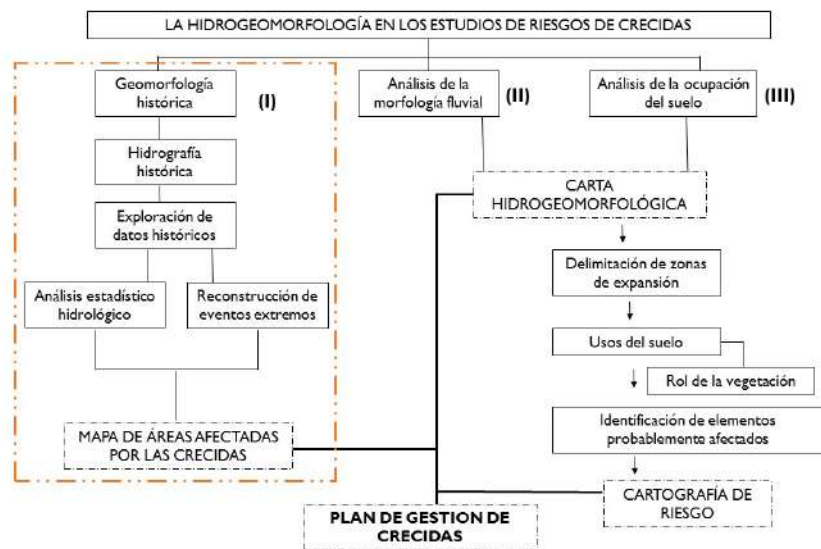 LA HIDROGEOMORFOLOGÍA EN LOS ESTUDIOS DE RIESGOS DE CRECIDAS
Geomorfología
histórica
(I)
Hidrografía
histórica
Exploración de
datos históricos
Análisis estadístico
hidrológico
Reconstrucción de
eventos extremos
MAPA DE ÁREAS AFECTADAS
POR LAS CRECIDAS
Análisis de la
morfología fluvial
(II)
Análisis de la ocupación
del suelo
(III)
CARTA
HIDROGEOMORFOLÓGICA
Delimitación de zonas
de expansión
Usos del suelo
Rol de la vegetación
Identificación de elementos
probablemente afectados
CARTOGRAFÍA DE
RIESGO
PLAN DE GESTION DE
CRECIDAS